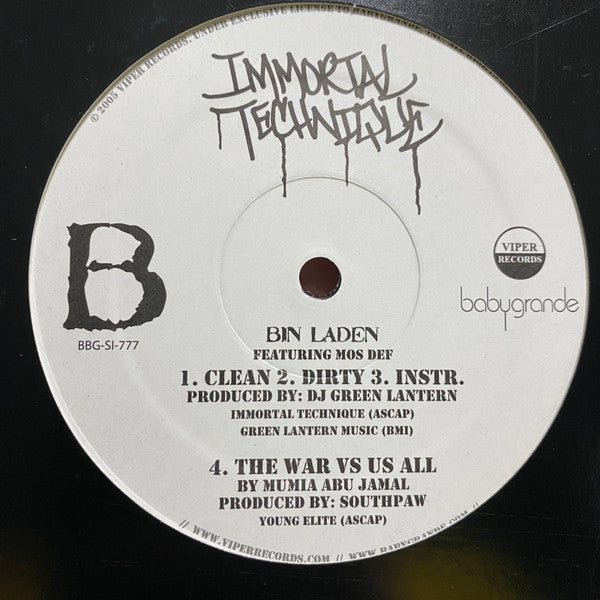 © 2005 VIPER RECORDS. UNDER EXCLUSIVE LICENSE TO BABYGRANDE
IMMORTAL
TECHNIQUE
B
BBG-SI-777
VIPER
RECORDS
babygrande
BIN LADEN
FEATURING MOS DEF
1. CLEAN 2. DIRTY 3. INSTR.
PRODUCED BY: DJ GREEN LANTERN
IMMORTAL TECHNIQUE (ASCAP)
GREEN LANTERN MUSIC (BMI)
4. THE WAR VS US ALL
BY MUMIA ABU JAMAL
PRODUCED BY: SOUTHPAW
YOUNG ELITE (ASCAP)
// WWW.VIPERRECORDS.COM // WWW.BABYGRANDE.COM //